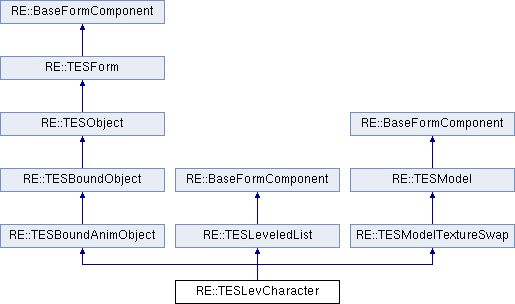 RE::BaseFormComponent
RE::TESForm
RE::TESObject
RE::BaseFormComponent
RE::TESBoundObject
RE::BaseFormComponent
RE::TESModel
RE::TESBoundAnimObject
RE::TESLeveledList
RE::TESModelTextureSwap
RE::TESLevCharacter